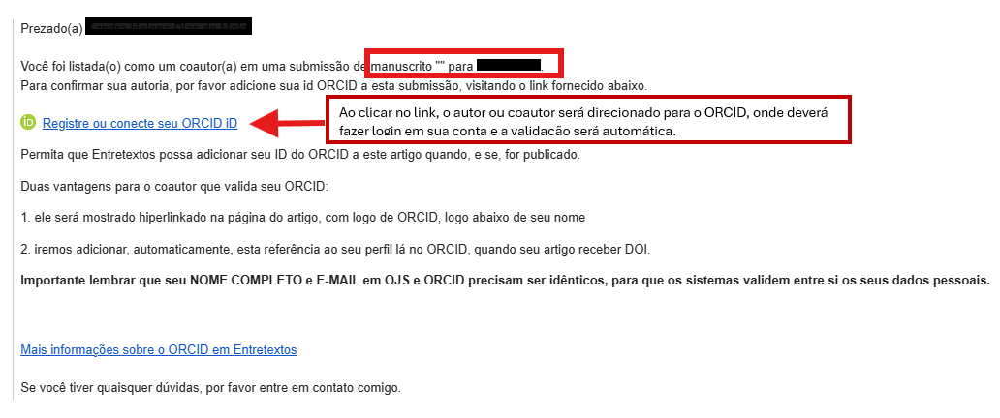 Prezado(a)
Você foi listada(o) como um coautor(a) em uma submissão de manuscrito "" para
Para confirmar sua autoria, por favor adicione sua id ORCID a esta submissão, visitando o link fornecido abaixo.
iD Registre ou conecte seu ORCID iD
Ao clicar no link, o autor ou coautor será direcionado para o ORCID, onde deverá
fazer login em sua conta e a validação será automática.
Permita que Entretextos possa adicionar seu ID do ORCID a este artigo quando, e se, for publicado.
Duas vantagens para o coautor que valida seu ORCID:
1. ele será mostrado hiperlinkado na página do artigo, com logo de ORCID, logo abaixo de seu nome
2. iremos adicionar, automaticamente, esta referência ao seu perfil lá no ORCID, quando seu artigo receber DOI.
Importante lembrar que seu NOME COMPLETO e E-MAIL em OJS e ORCID precisam ser idênticos, para que os sistemas validem entre si os seus dados pessoais.
Mais informações sobre o ORCID em Entretextos
Se você tiver quaisquer dúvidas, por favor entre em contato comigo.